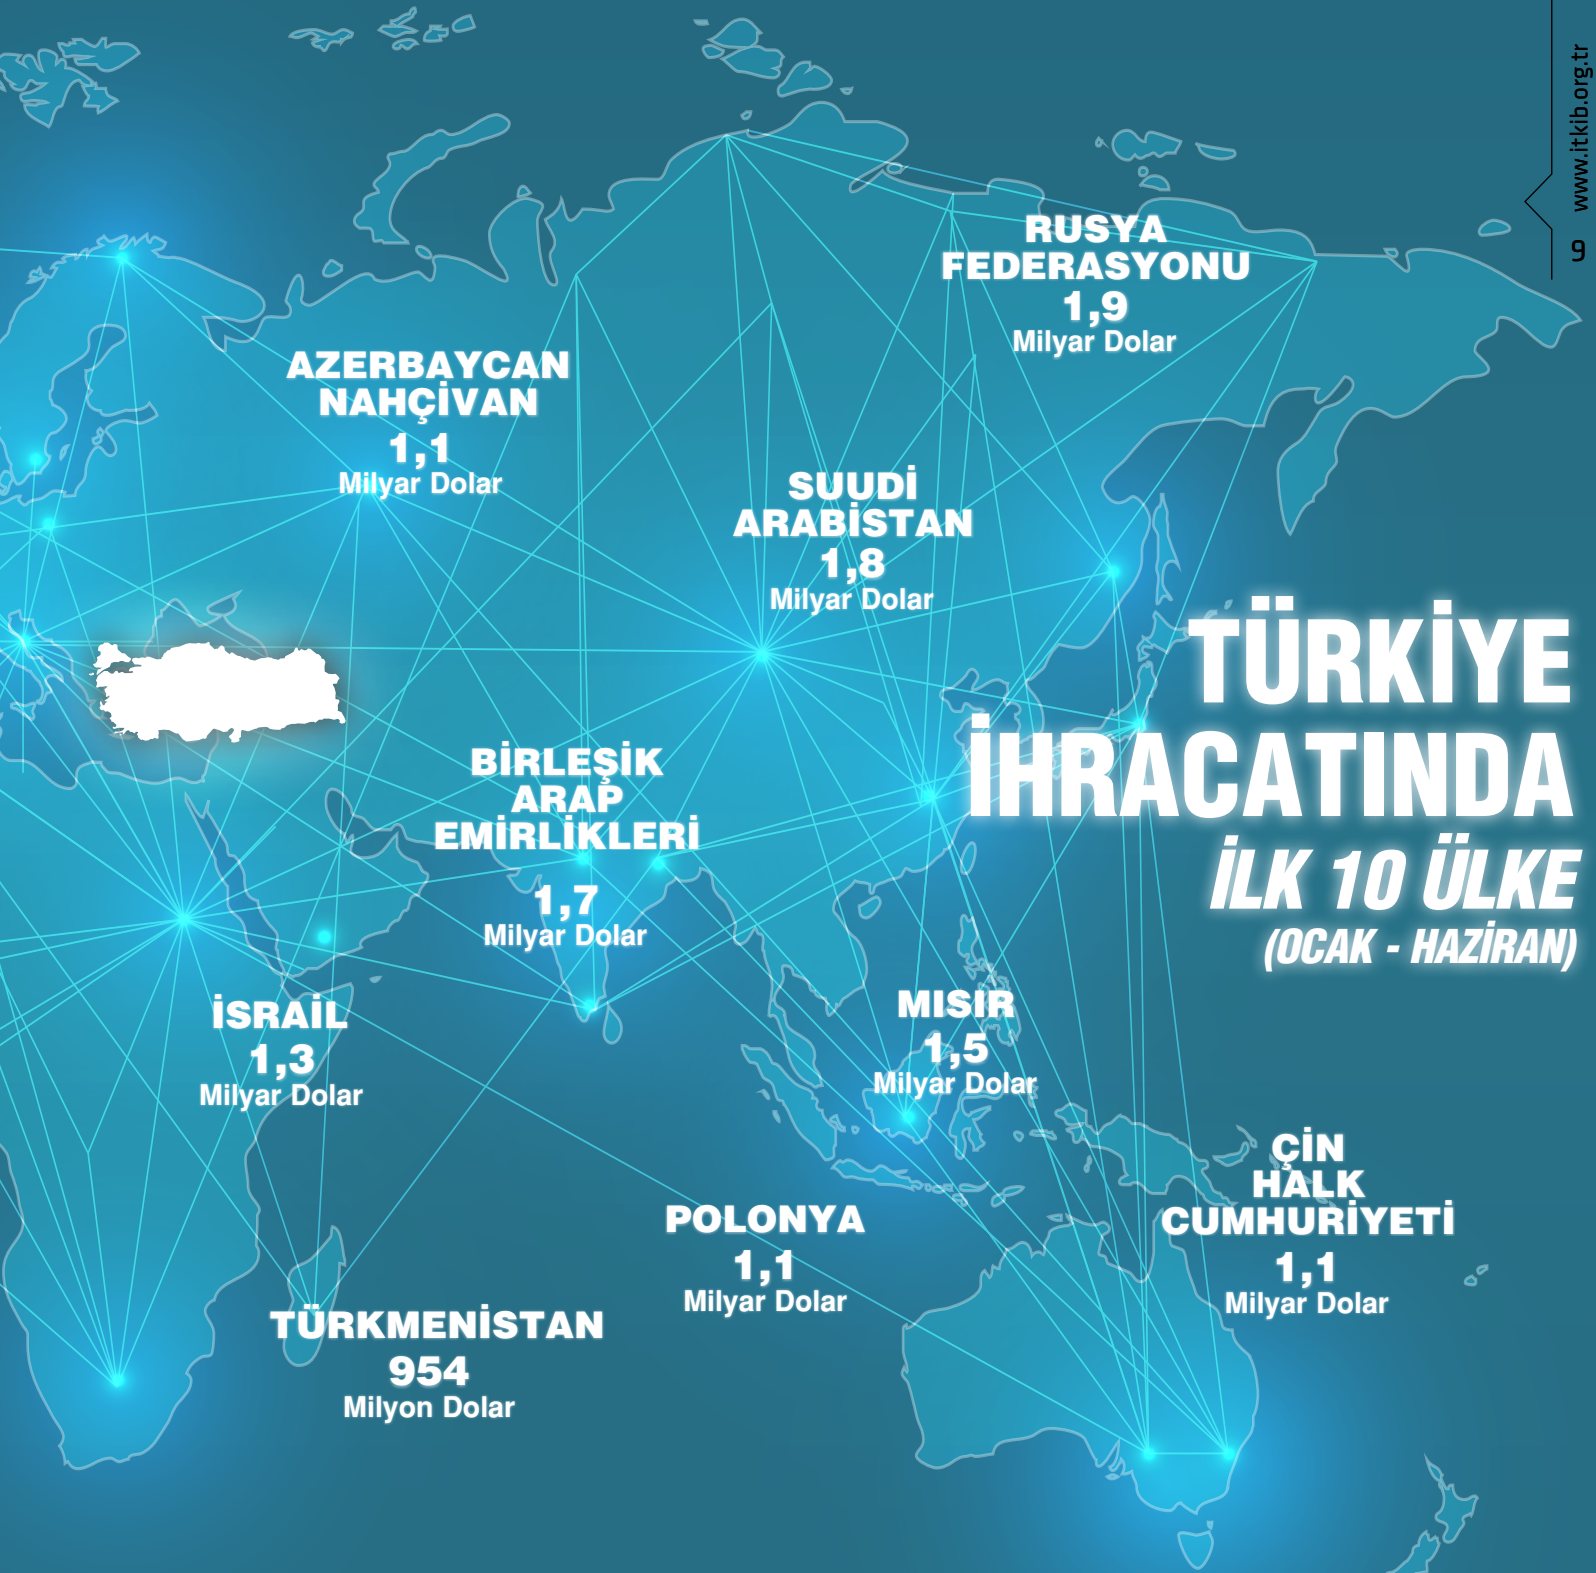 www.itkib.org.tr
9
RUSYA
FEDERASYONU
1,9
Milyar Dolar
AZERBAYCAN
NAHÇİVAN
1,1
Milyar Dolar
SUUDİ
ARABİSTAN
1,8
Milyar Dolar
TÜRKİYE
İHRACATINDA
İLK 10 ÜLKE
(OCAK - HAZİRAN)
BİRLEŞİK
ARAP
EMİRLİKLERİ
1,7
Milyar Dolar
İSRAİL
1,3
Milyar Dolar
MISIR
1,5
Milyar Dolar
ÇİN
HALK
CUMHURİYETİ
1,1
Milyar Dolar
POLONYA
1,1
Milyar Dolar
TÜRKMENİSTAN
954
Milyon Dolar